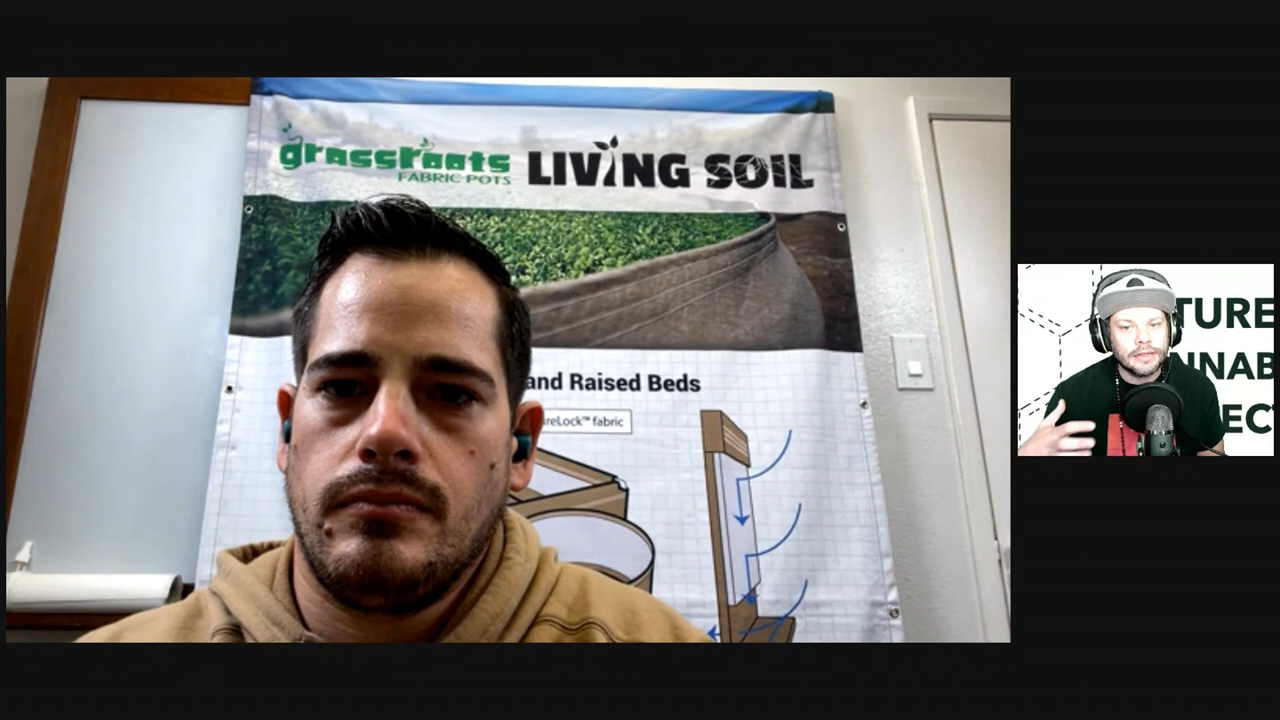 grassroots
FABRIC POTS
LIVING SOIL
and Raised Beds
reLock™ fabric
TURE
NNAB
EC